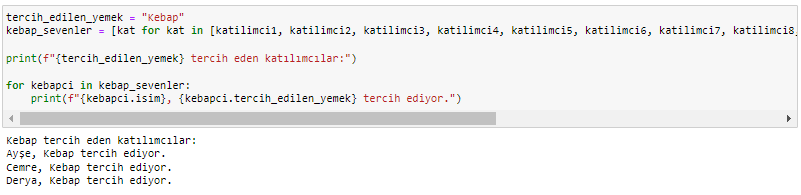 tercih_edilen_yemek = "Kebap"
kebap_sevenler = [kat for kat in [katilimci1, katilimci2, katilimci3, katilimci4, katilimci5, katilimci6, katilimci7, katilimci8,
print(f"{tercih_edilen_yemek} tercih eden katılımcılar:")
for kebapci in kebap_sevenler:
    print(f"{kebapci.isim}, {kebapci.tercih_edilen_yemek} tercih ediyor.")
Kebap tercih eden katılımcılar:
Ayşe, Kebap tercih ediyor.
Cemre, Kebap tercih ediyor.
Derya, Kebap tercih ediyor.